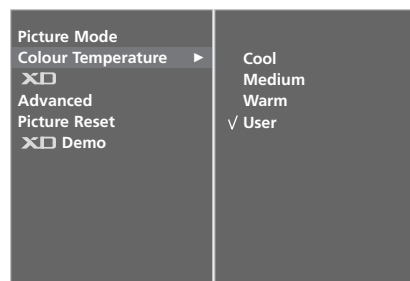 Picture Mode
Colour Temperature ►
XD
Advanced
Picture Reset
XD Demo
Cool
Medium
Warm
√ User